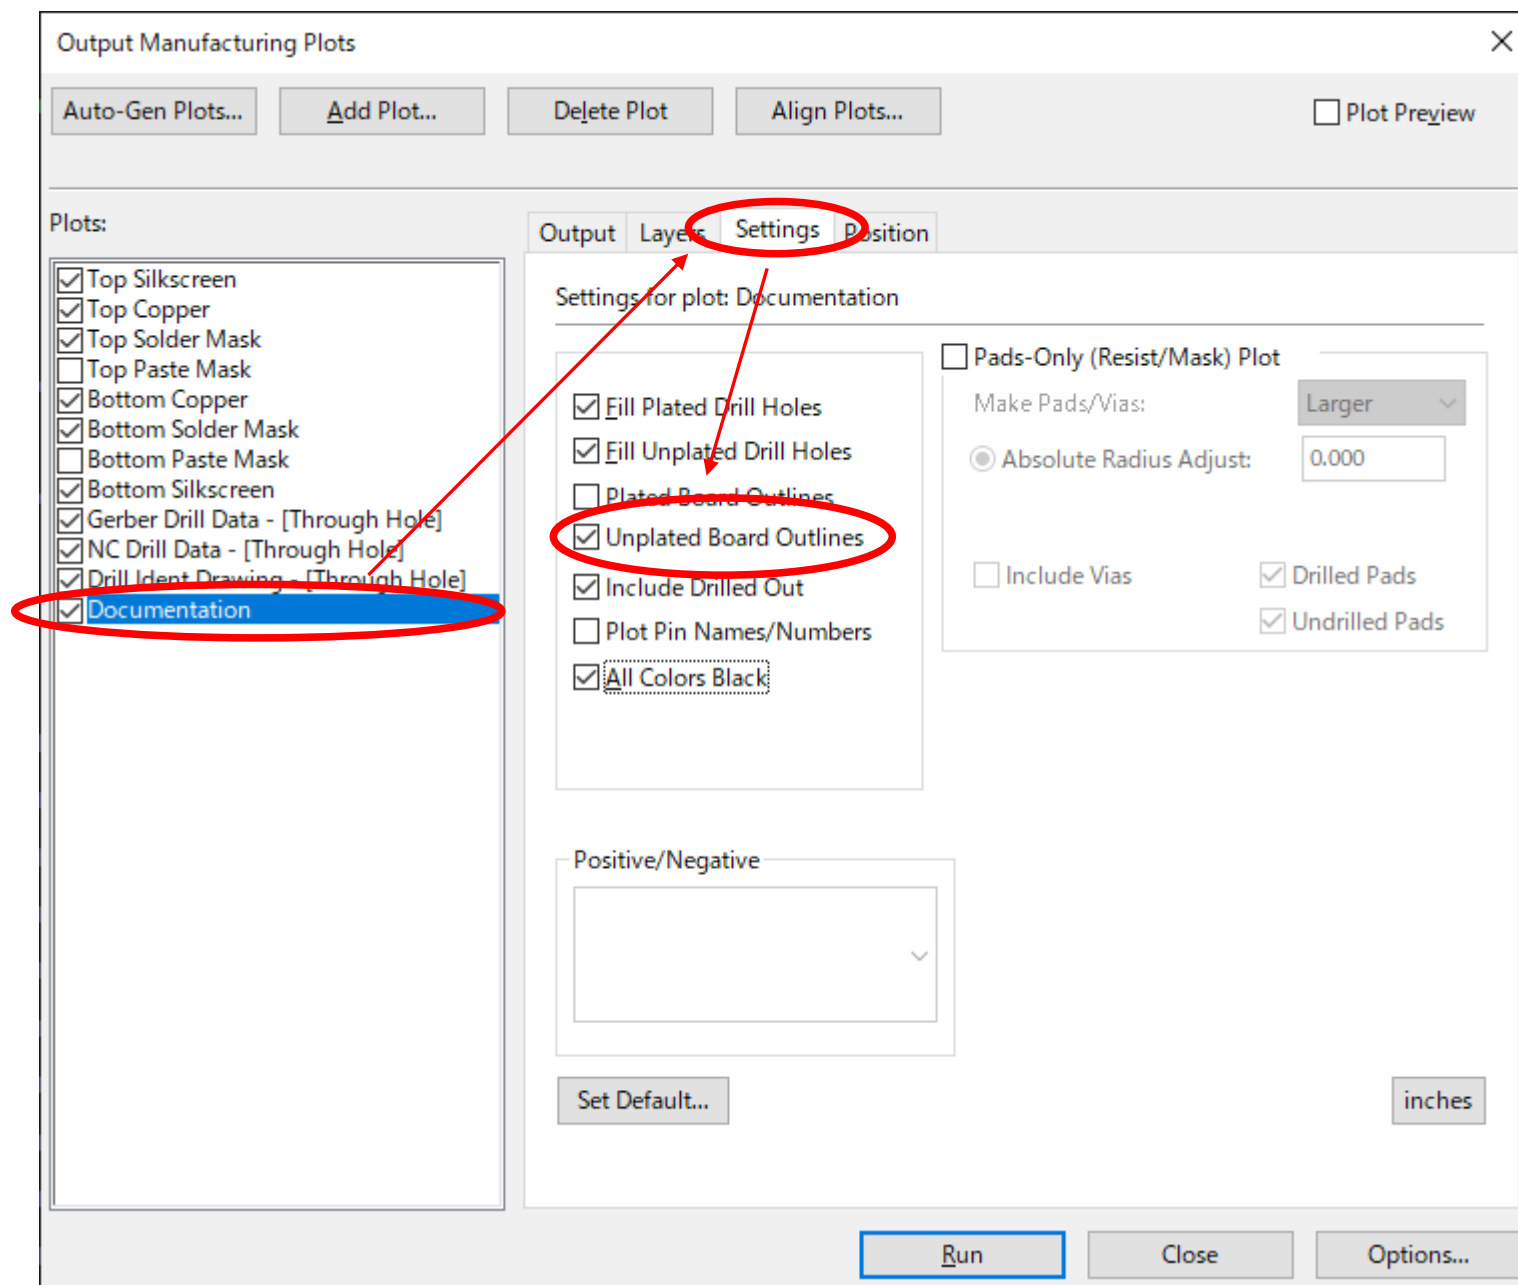 Output Manufacturing Plots
Auto-Gen Plots... Add Plot... Delete Plot Align Plots... Plot Preview
Plots:
Output Layers Settings Position
Top Silkscreen
Top Copper
Top Solder Mask
Top Paste Mask
Bottom Copper
Bottom Solder Mask
Bottom Paste Mask
Bottom Silkscreen
Gerber Drill Data - [Through Hole]
NC Drill Data - [Through Hole]
Drill Ident Drawing - [Through Hole]
Documentation
Settings for plot: Documentation
Fill Plated Drill Holes
Fill Unplated Drill Holes
Plated Board Outlines
Unplated Board Outlines
Include Drilled Out
Plot Pin Names/Numbers
All Colors Black
Pads-Only (Resist/Mask) Plot
Make Pads/Vias: Larger
Absolute Radius Adjust: 0.000
Include Vias Drilled Pads
Undrilled Pads
Positive/Negative
Set Default... inches
Run Close Options...